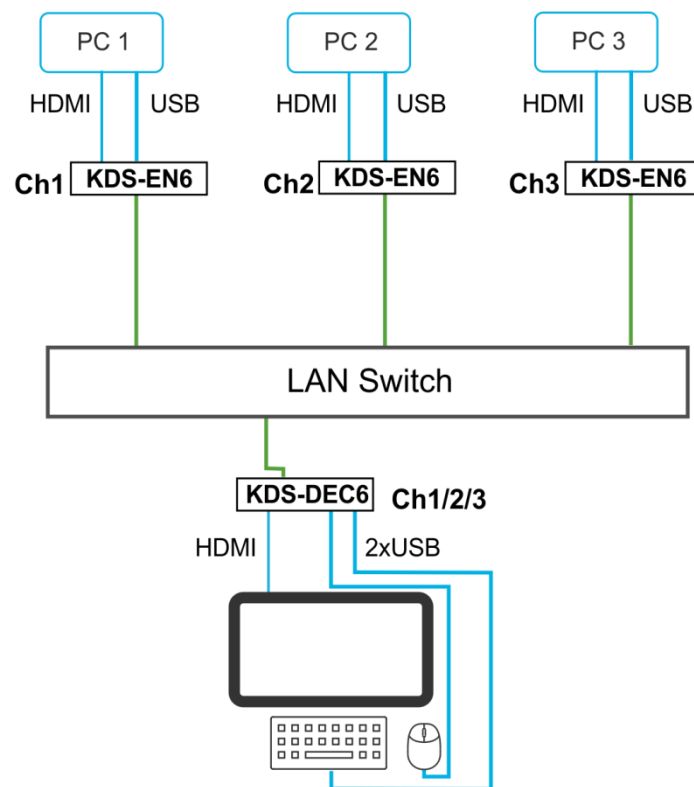 PC 1
PC 2
PC 3
HDMI USB
HDMI USB
HDMI USB
Ch1 KDS-EN6
Ch2 KDS-EN6
Ch3 KDS-EN6
LAN Switch
KDS-DEC6 Ch1/2/3
HDMI 2xUSB